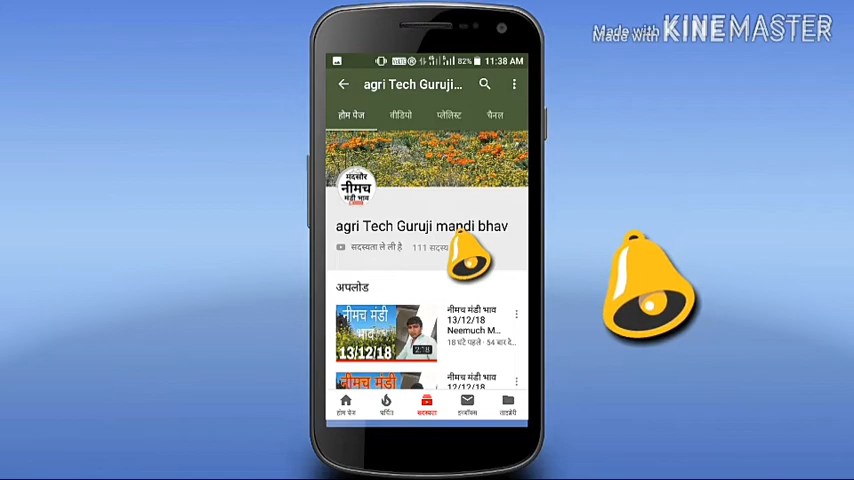 Made with KINEMASTER
Made with
82% 11:38 AM
agri Tech Guruji...
होम पेज वीडियो प्लेलिस्ट चैनल
मंदसौर
नीमच
मंडी भाव
agri Tech Guruji mandi bhav
सदस्यता ले ली है 111 सदस्य
अपलोड
नीमच मंडी
भाव
13/12/18
2:18
नीमच मंडी भाव
13/12/18
Neemuch M...
18 घंटे पहले · 54 बार दे...
नीमच मंडी
नीमच मंडी भाव
12/12/18
होम पेज सदस्यता इनबॉक्स लाइब्रेरी